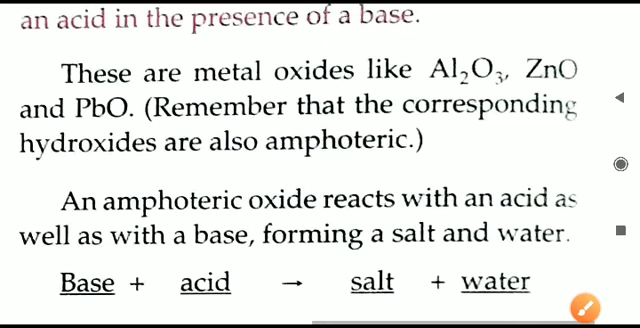 an acid in the presence of a base.
These are metal oxides like Al₂O₃, ZnO
and PbO. (Remember that the corresponding
hydroxides are also amphoteric.)
An amphoteric oxide reacts with an acid as
well as with a base, forming a salt and water.
Base + acid → salt + water